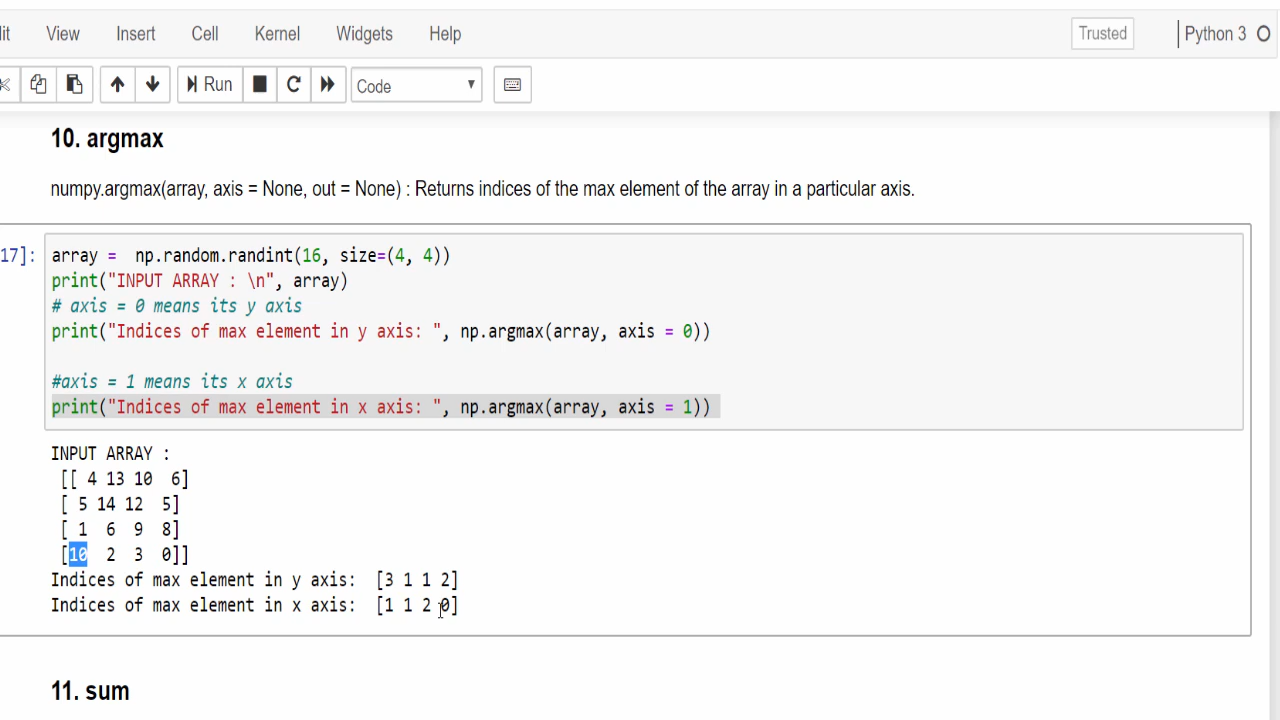 it View Insert Cell Kernel Widgets Help Trusted Python 3
Run Code
10. argmax
numpy.argmax(array, axis = None, out = None) : Returns indices of the max element of the array in a particular axis.
17]: array =  np.random.randint(16, size=(4, 4))
print("INPUT ARRAY : \n", array)
# axis = 0 means its y axis
print("Indices of max element in y axis: ", np.argmax(array, axis = 0))
#axis = 1 means its x axis
print("Indices of max element in x axis: ", np.argmax(array, axis = 1))
INPUT ARRAY :
[[ 4 13 10  6]
[ 5 14 12  5]
[ 1  6  9  8]
[10  2  3  0]]
Indices of max element in y axis:  [3 1 1 2]
Indices of max element in x axis:  [1 1 2 0]
11. sum